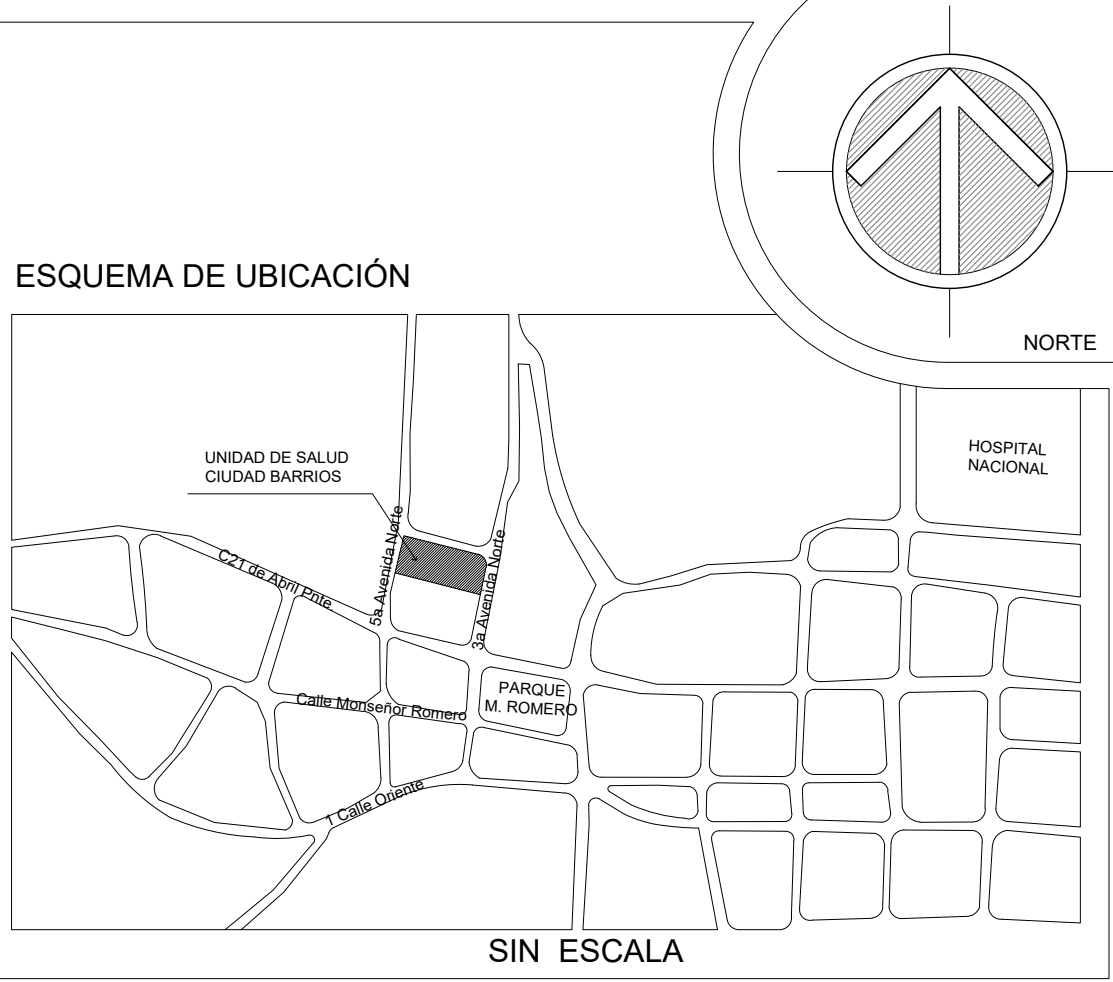 NORTE
ESQUEMA DE UBICACIÓN
HOSPITAL
NACIONAL
UNIDAD DE SALUD
CIUDAD BARRIOS
5a Avenida Norte
3a Avenida Norte
C21 de Abril Pnte.
PARQUE
M. ROMERO
Calle Monseñor Romero
1 Calle Oriente
SIN ESCALA